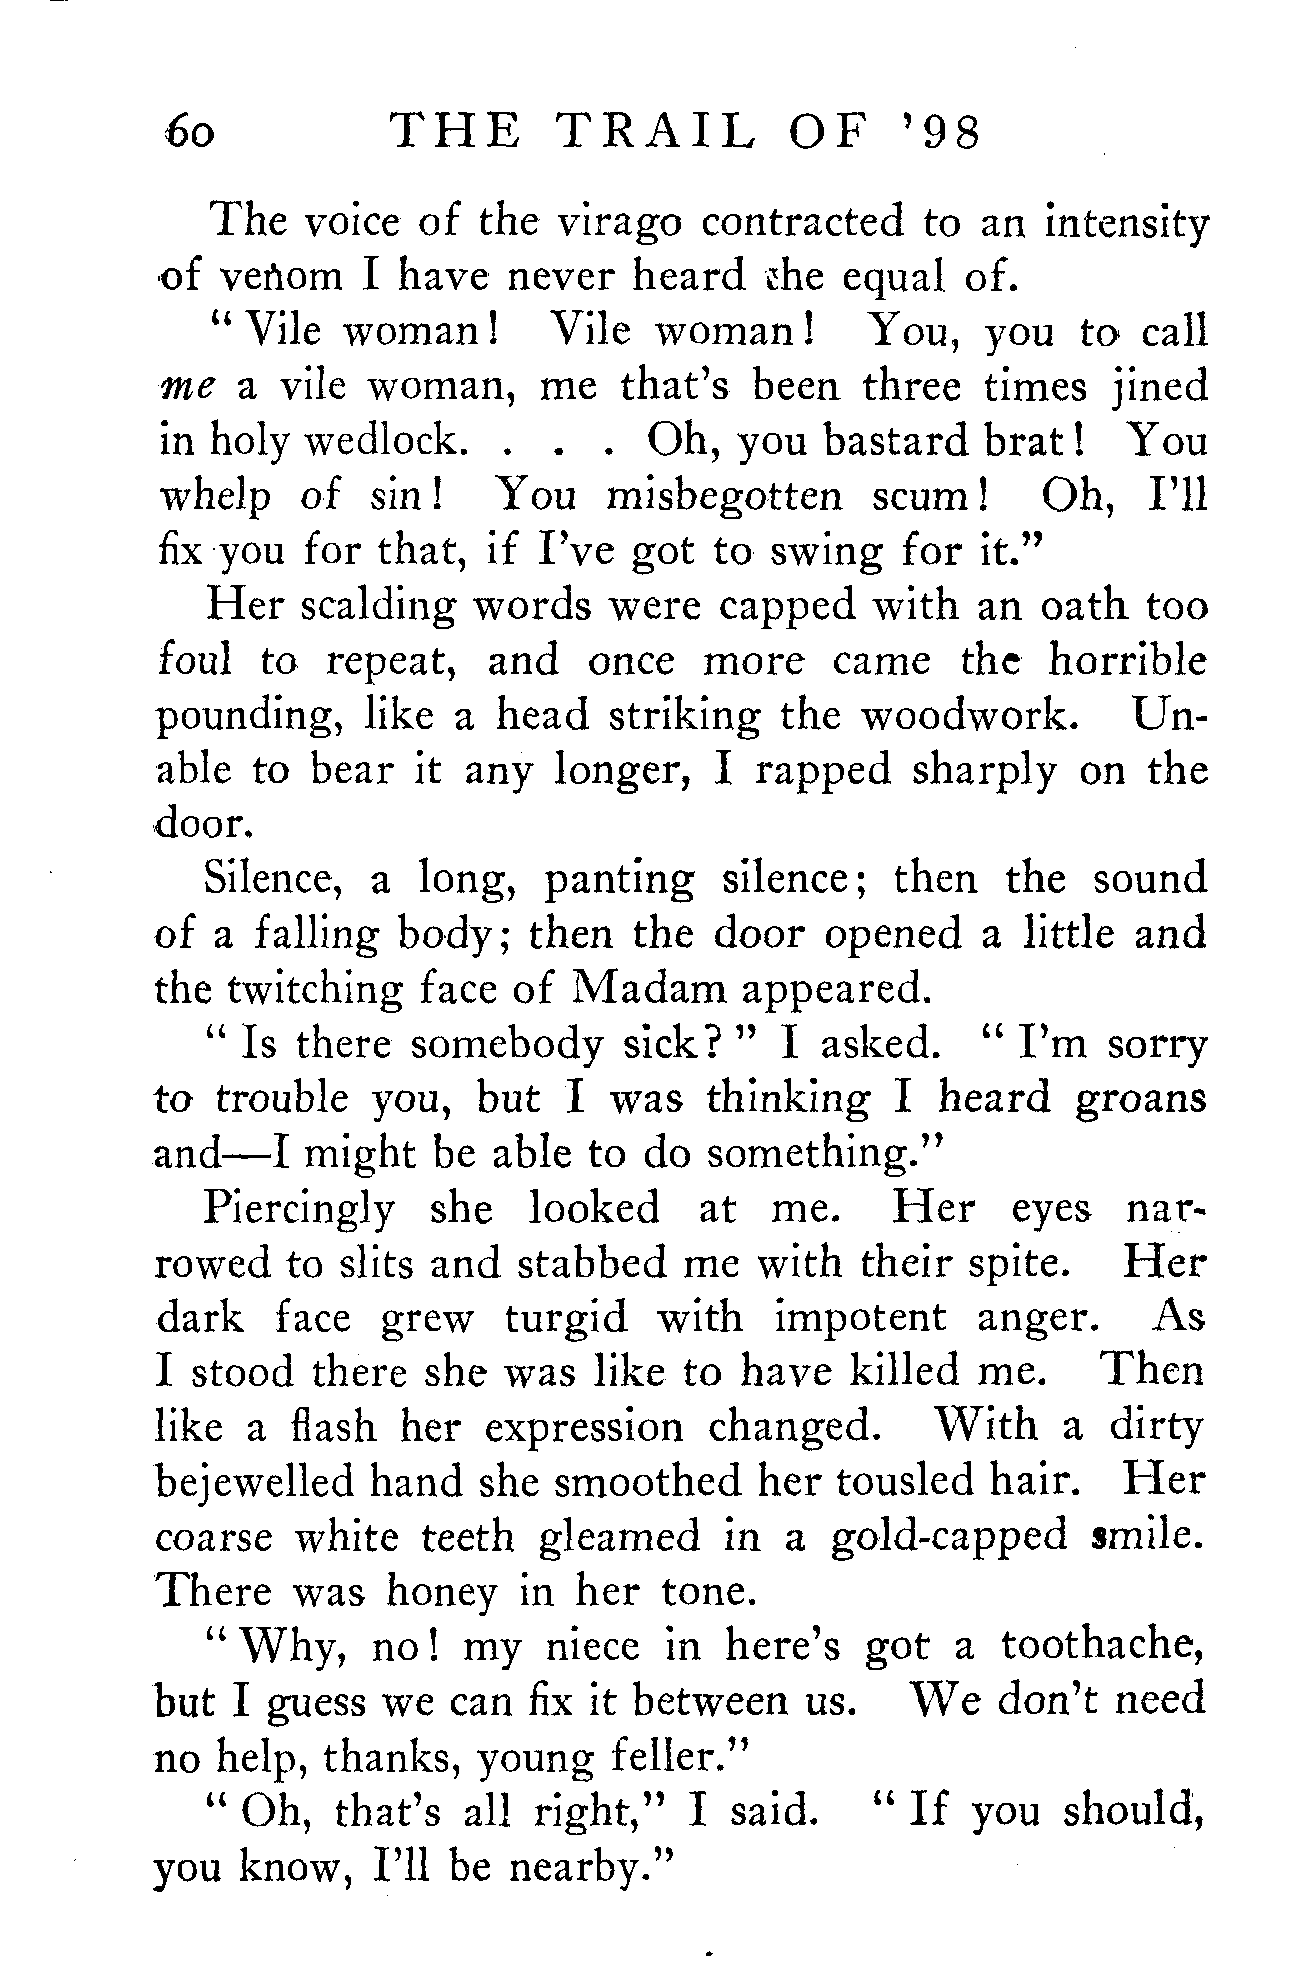 60 THE TRAIL OF '98
The voice of the virago contracted to an intensity
of venom I have never heard the equal of.
" Vile woman! Vile woman! You, you to call
me a vile woman, me that's been three times jined
in holy wedlock. . . . Oh, you bastard brat! You
whelp of sin! You misbegotten scum! Oh, I'll
fix you for that, if I've got to swing for it."
Her scalding words were capped with an oath too
foul to repeat, and once more came the horrible
pounding, like a head striking the woodwork. Un-
able to bear it any longer, I rapped sharply on the
door.
Silence, a long, panting silence; then the sound
of a falling body; then the door opened a little and
the twitching face of Madam appeared.
" Is there somebody sick? " I asked. " I'm sorry
to trouble you, but I was thinking I heard groans
and—I might be able to do something."
Piercingly she looked at me. Her eyes nar-
rowed to slits and stabbed me with their spite. Her
dark face grew turgid with impotent anger. As
I stood there she was like to have killed me. Then
like a flash her expression changed. With a dirty
bejewelled hand she smoothed her tousled hair. Her
coarse white teeth gleamed in a gold-capped smile.
There was honey in her tone.
" Why, no! my niece in here's got a toothache,
but I guess we can fix it between us. We don't need
no help, thanks, young feller."
" Oh, that's all right," I said. " If you should,
you know, I'll be nearby."